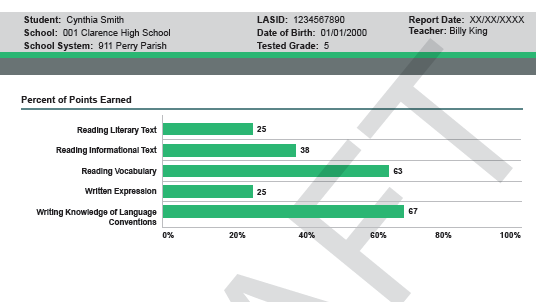 Student: Cynthia Smith
LASID: 1234567890
Report Date: XX/XX/XXXX
School: 001 Clarence High School
Date of Birth: 01/01/2000
Teacher: Billy King
School System: 911 Perry Parish
Tested Grade: 5
Percent of Points Earned
Reading Literary Text 25
Reading Informational Text 38
Reading Vocabulary 63
Written Expression 25
Writing Knowledge of Language
Conventions 67
0% 20% 40% 60% 80% 100%